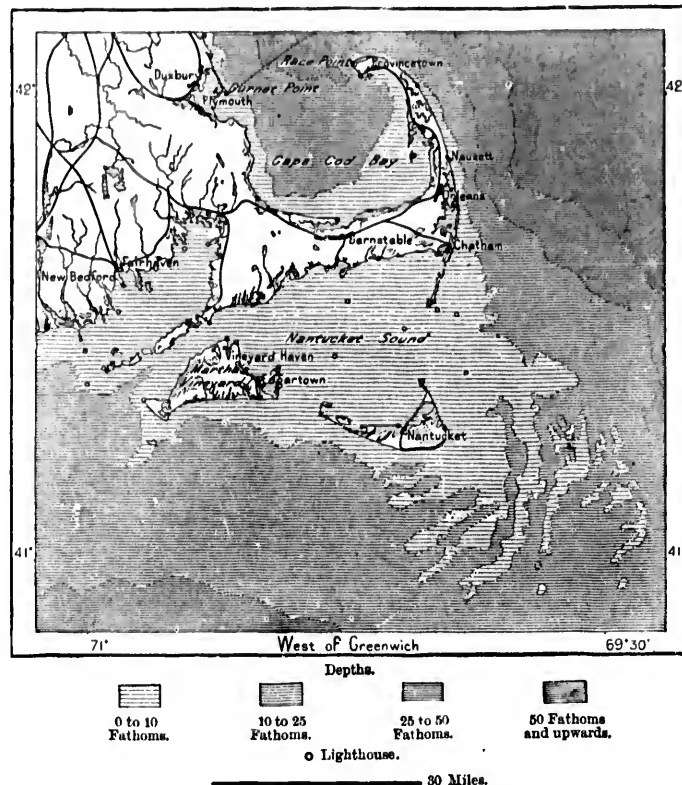 42°
42
Race Point
Provincetown
Duxbury
Gurnet Point
Plymouth
Cape Cod Bay
Nausett
Orleans
Barnstable
Chatham
Fairhaven
New Bedford
Nantucket Sound
Vineyard Haven
Martha's
Vineyard
Edgartown
Nantucket
41°
41
71°
West of Greenwich
69°30'
Depths.
0 to 10
Fathoms.
10 to 25
Fathoms.
25 to 50
Fathoms.
50 Fathoms
and upwards.
o Lighthouse.
30 Miles.